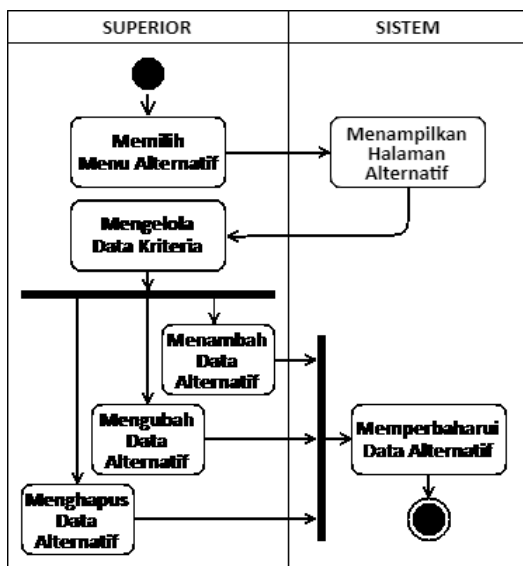 SUPERIOR
SISTEM
Memilih
Menu Alternatif
Menampilkan
Halaman
Alternatif
Mengelola
Data Kriteria
Menambah
Data
Alternatif
Mengubah
Data
Alternatif
Memperbaharui
Data Alternatif
Menghapus
Data
Alternatif